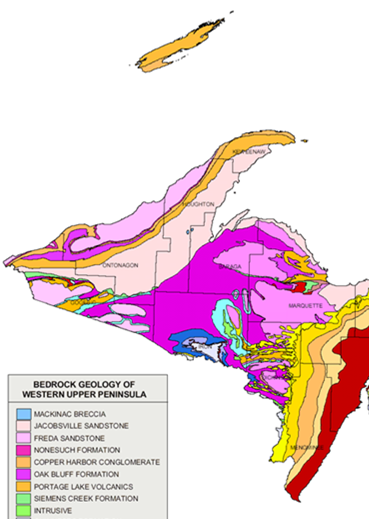 KEWEENAW
HOUGHTON
ONTONAGON
BARAGA
MARQUETTE
BEDROCK GEOLOGY OF
WESTERN UPPER PENINSULA
MACKINAC BRECCIA
JACOBSVILLE SANDSTONE
FREDA SANDSTONE
NONESUCH FORMATION
COPPER HARBOR CONGLOMERATE
OAK BLUFF FORMATION
PORTAGE LAKE VOLCANICS
SIEMENS CREEK FORMATION
INTRUSIVE